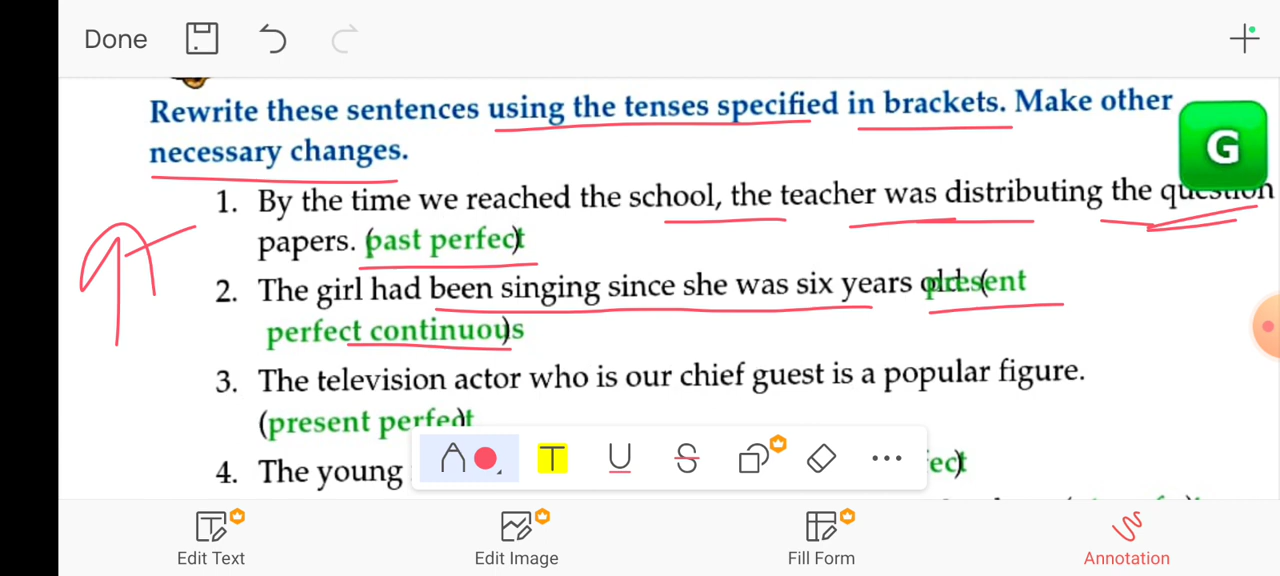 Done
Rewrite these sentences using the tenses specified in brackets. Make other
necessary changes.
G
1. By the time we reached the school, the teacher was distributing the question
papers. (past perfect)
2. The girl had been singing since she was six years old. (present
perfect continuous)
3. The television actor who is our chief guest is a popular figure.
(present perfect)
4. The young
T U S
Edit Text Edit Image Fill Form Annotation